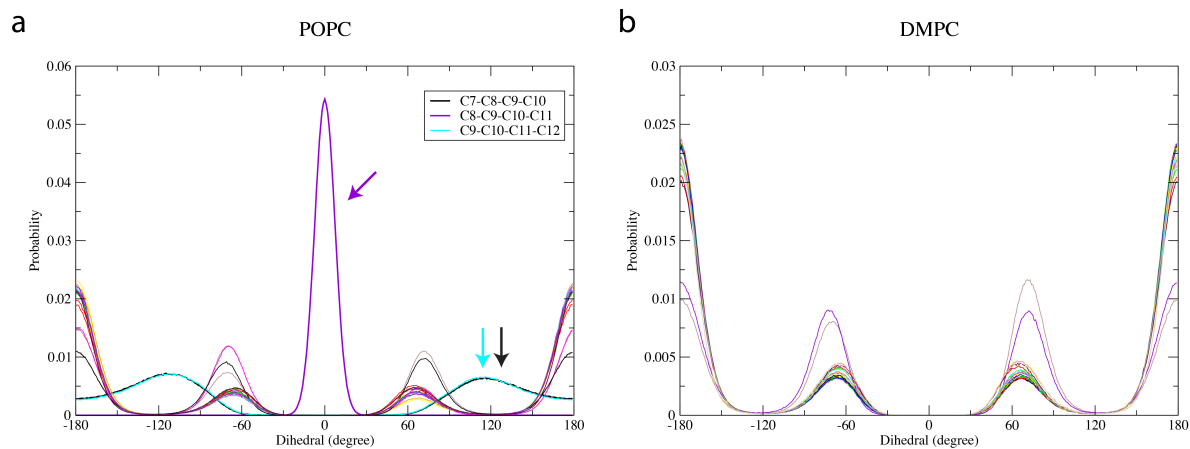 a
POPC
0.06
0.05
0.04
0.03
0.02
0.01
0
Probability
C7-C8-C9-C10
C8-C9-C10-C11
C9-C10-C11-C12
-180 -120 -60 0 60 120 180
Dihedral (degree)
b
DMPC
0.03
0.025
0.02
0.015
0.01
0.005
0
Probability
-180 -120 -60 0 60 120 180
Dihedral (degree)